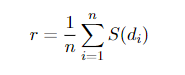 r = \frac{1}{n} \sum_{i=1}^{n} S(d_i)